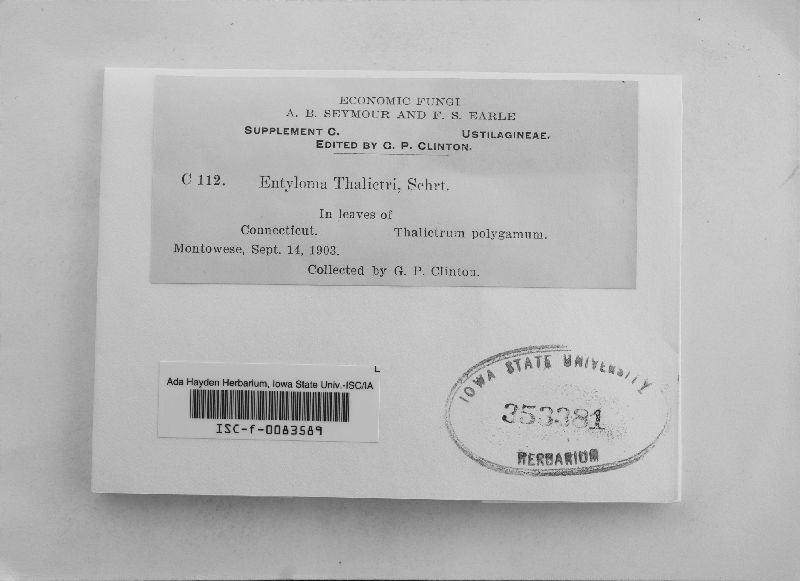 ECONOMIC FUNGI
A. B. SEYMOUR AND F. S. EARLE
SUPPLEMENT C. USTILAGINEAE.
EDITED BY G. P. CLINTON.
C 112. Entyloma Thalictri, Schrt.
In leaves of
Connecticut. Thalictrum polygamum.
Montowese, Sept. 14, 1903.
Collected by G. P. Clinton.
L
Ada Hayden Herbarium, Iowa State Univ.-ISC/IA
ISC-f-0083589
IOWA STATE UNIVERSITY
353381
HERBARIUM